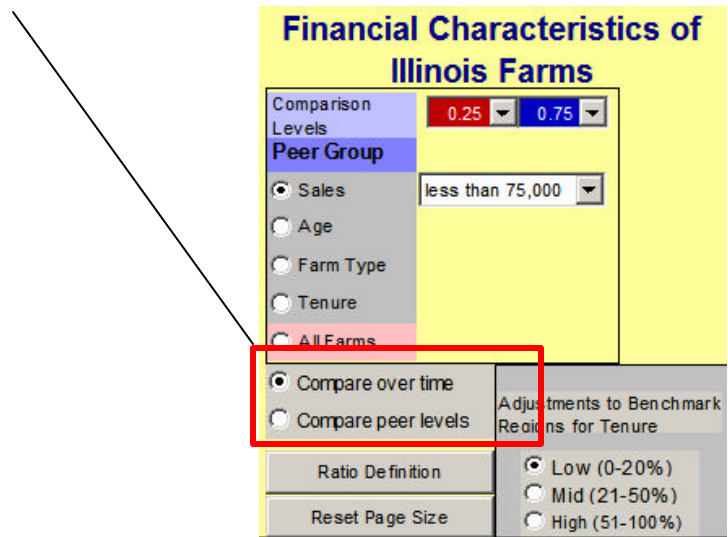 Financial Characteristics of
Illinois Farms
Comparison
Levels
0.25
0.75
Peer Group
Sales
less than 75,000
Age
Farm Type
Tenure
All Farms
Compare over time
Compare peer levels
Adjustments to Benchmark
Regions for Tenure
Ratio Definition
Low (0-20%)
Mid (21-50%)
Reset Page Size
High (51-100%)